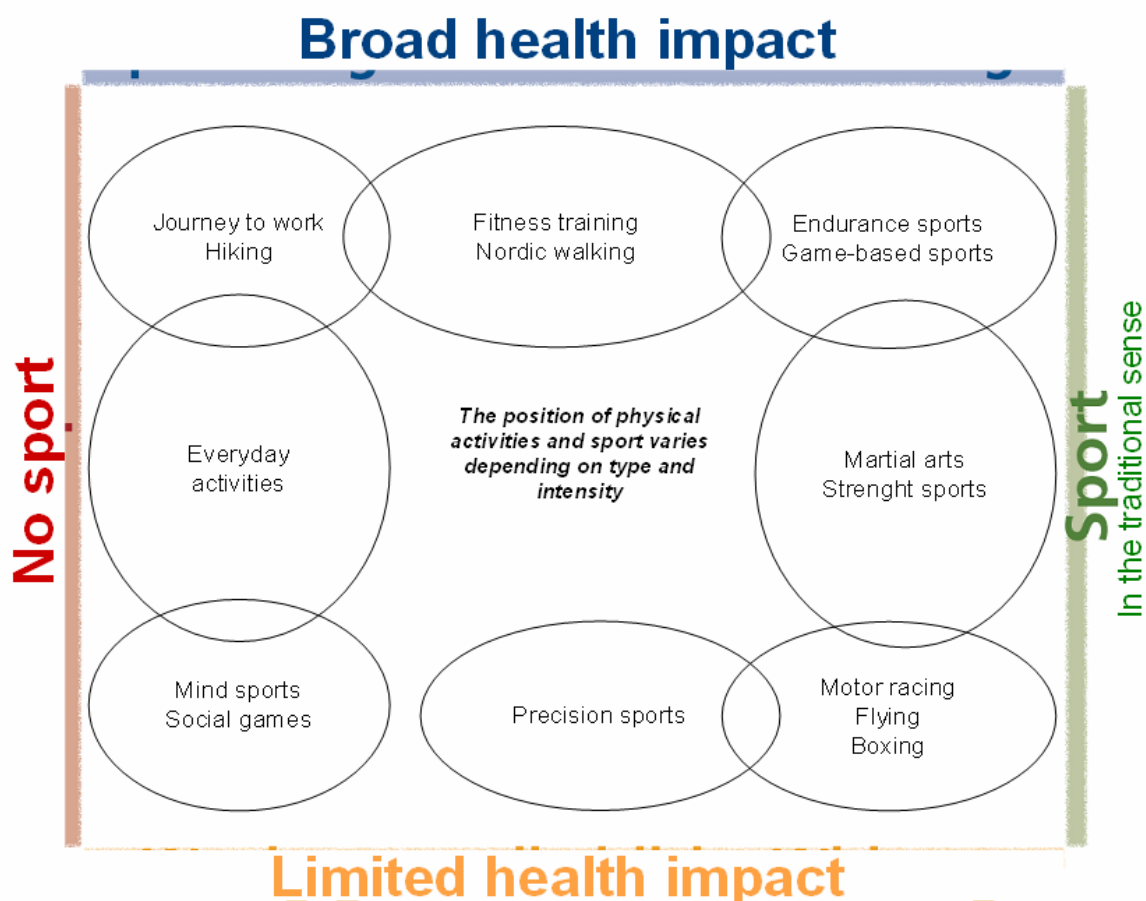 Broad health impact
Journey to work
Hiking
Fitness training
Nordic walking
Endurance sports
Game-based sports
No sport
Everyday
activities
The position of physical
activities and sport varies
depending on type and
intensity
Martial arts
Strenght sports
Sport
In the traditional sense
Mind sports
Social games
Precision sports
Motor racing
Flying
Boxing
Limited health impact